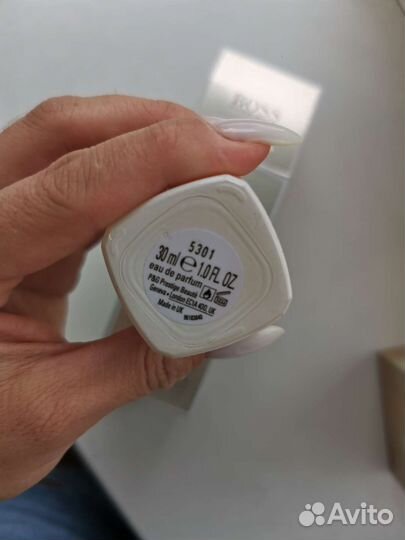 BOSS
5301
30 ml e 1.0 FL OZ.
eau de parfum
P&G Prestige Beauté
Geneva • London EC1A 4DD, UK
Made in UK
Avito